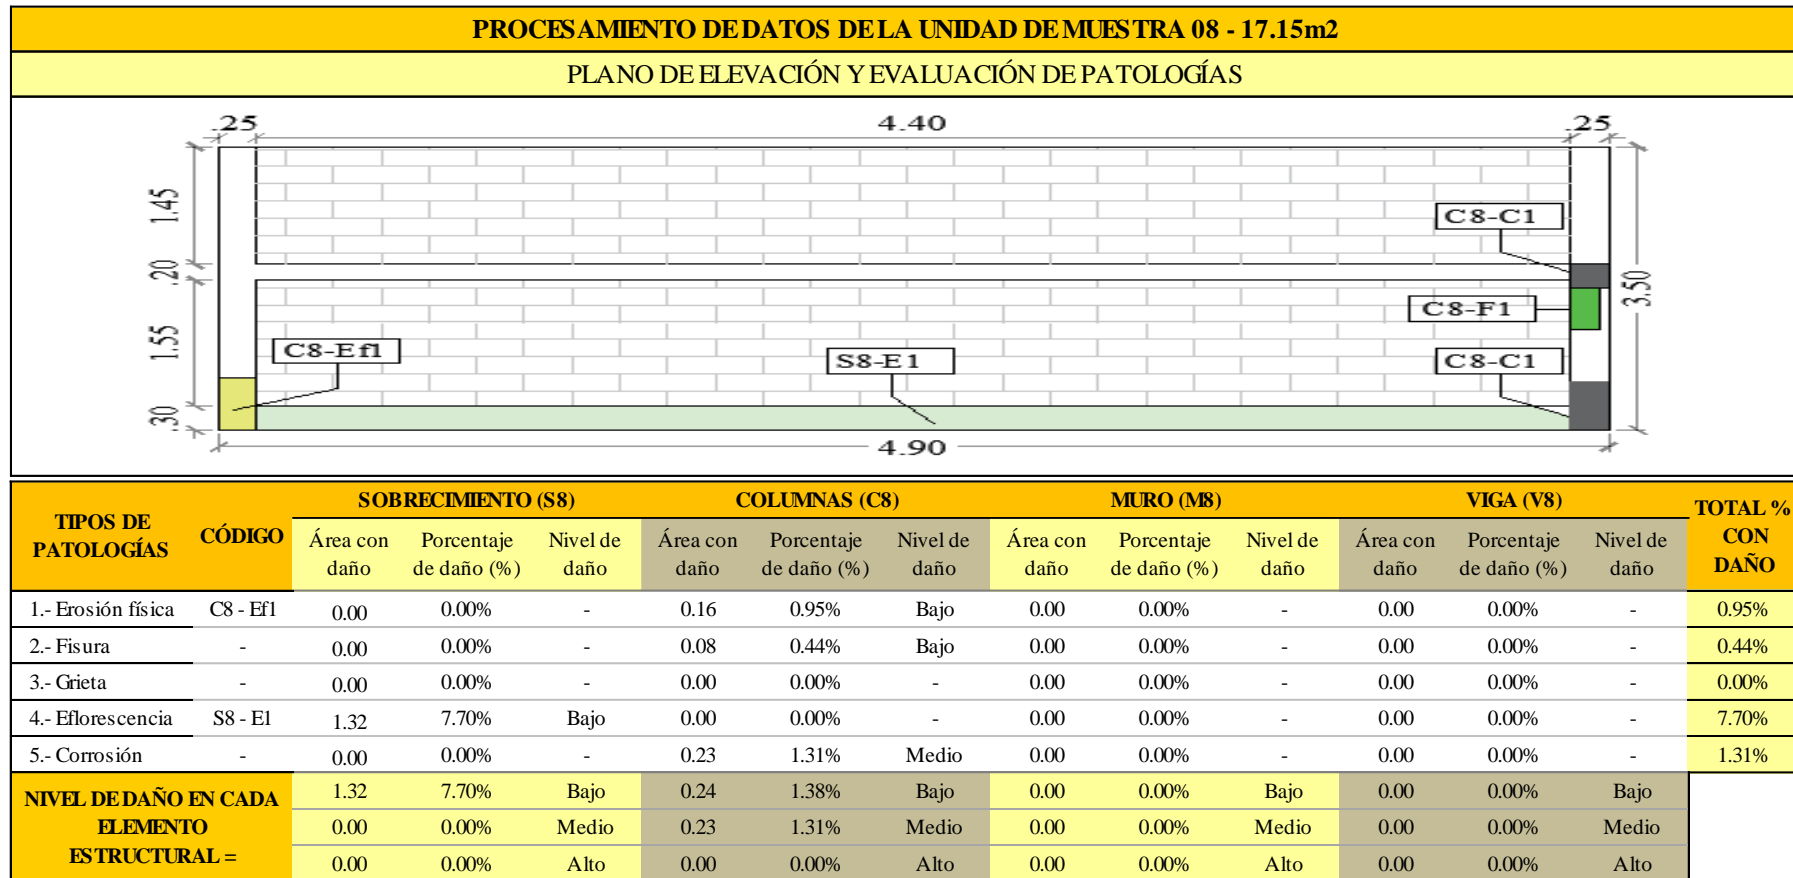 PROCESAMIENTO DE DATOS DE LA UNIDAD DE MUESTRA 08 - 17.15m2
PLANO DE ELEVACIÓN Y EVALUACIÓN DE PATOLOGÍAS
.25 4.40 .25
1.45
C8-C1
.20
3.50
C8-F1
1.55
C8-Ef1
S8-E1
C8-C1
.30
4.90
TIPOS DE PATOLOGÍAS CÓDIGO SOBRECIMIENTO (S8) COLUMNAS (C8) MURO (M8) VIGA (V8) TOTAL % CON DAÑO
Área con daño Porcentaje de daño (%) Nivel de daño Área con daño Porcentaje de daño (%) Nivel de daño Área con daño Porcentaje de daño (%) Nivel de daño Área con daño Porcentaje de daño (%) Nivel de daño
1.- Erosión física C8 - Ef1 0.00 0.00% - 0.16 0.95% Bajo 0.00 0.00% - 0.00 0.00% - 0.95%
2.- Fisura - 0.00 0.00% - 0.08 0.44% Bajo 0.00 0.00% - 0.00 0.00% - 0.44%
3.- Grieta - 0.00 0.00% - 0.00 0.00% - 0.00 0.00% - 0.00 0.00% - 0.00%
4.- Eflorescencia S8 - E1 1.32 7.70% Bajo 0.00 0.00% - 0.00 0.00% - 0.00 0.00% - 7.70%
5.- Corrosión - 0.00 0.00% - 0.23 1.31% Medio 0.00 0.00% - 0.00 0.00% - 1.31%
NIVEL DE DAÑO EN CADA ELEMENTO ESTRUCTURAL =
1.32 7.70% Bajo 0.24 1.38% Bajo 0.00 0.00% Bajo 0.00 0.00% Bajo
0.00 0.00% Medio 0.23 1.31% Medio 0.00 0.00% Medio 0.00 0.00% Medio
0.00 0.00% Alto 0.00 0.00% Alto 0.00 0.00% Alto 0.00 0.00% Alto